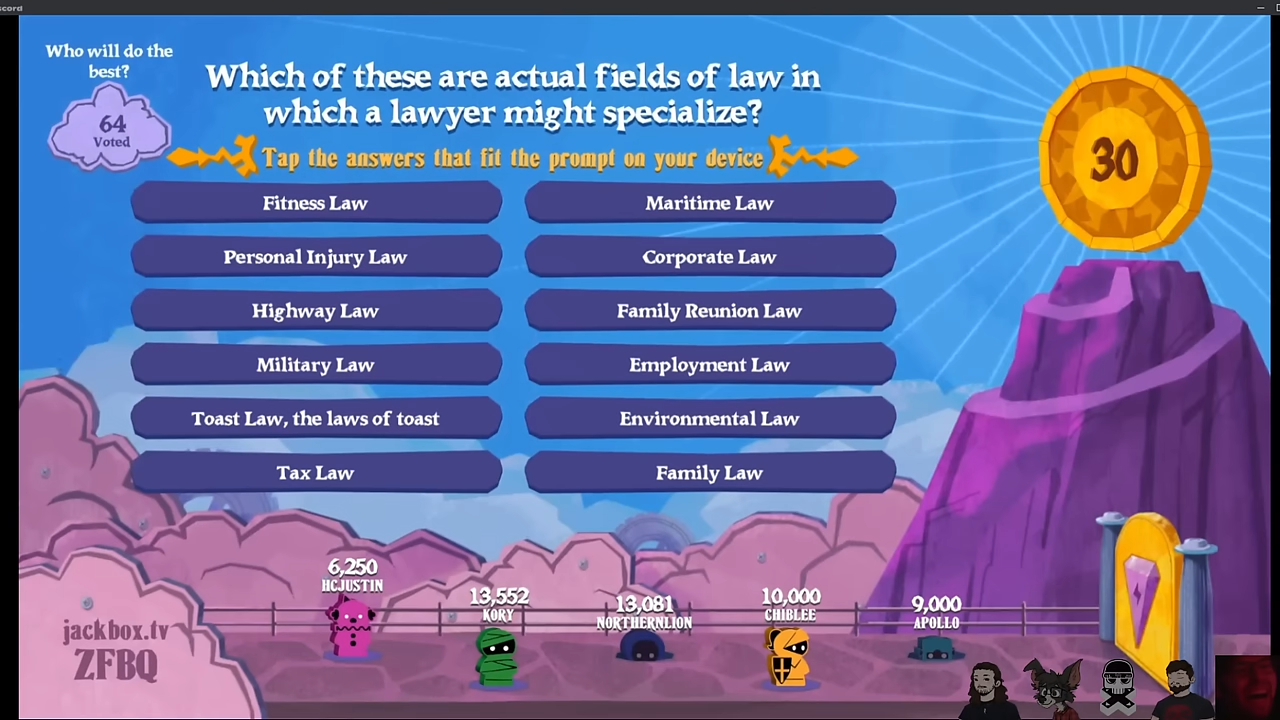 scord
Who will do the
best?
64
Voted
Which of these are actual fields of law in
which a lawyer might specialize?
Tap the answers that fit the prompt on your device
30
Fitness Law
Maritime Law
Personal Injury Law
Corporate Law
Highway Law
Family Reunion Law
Military Law
Employment Law
Toast Law, the laws of toast
Environmental Law
Tax Law
Family Law
6,250
HCJUSTIN
13,552
KORY
13,081
NORTHERNLION
10,000
CHIBLEE
9,000
APOLLO
jackbox.tv
ZFBQ